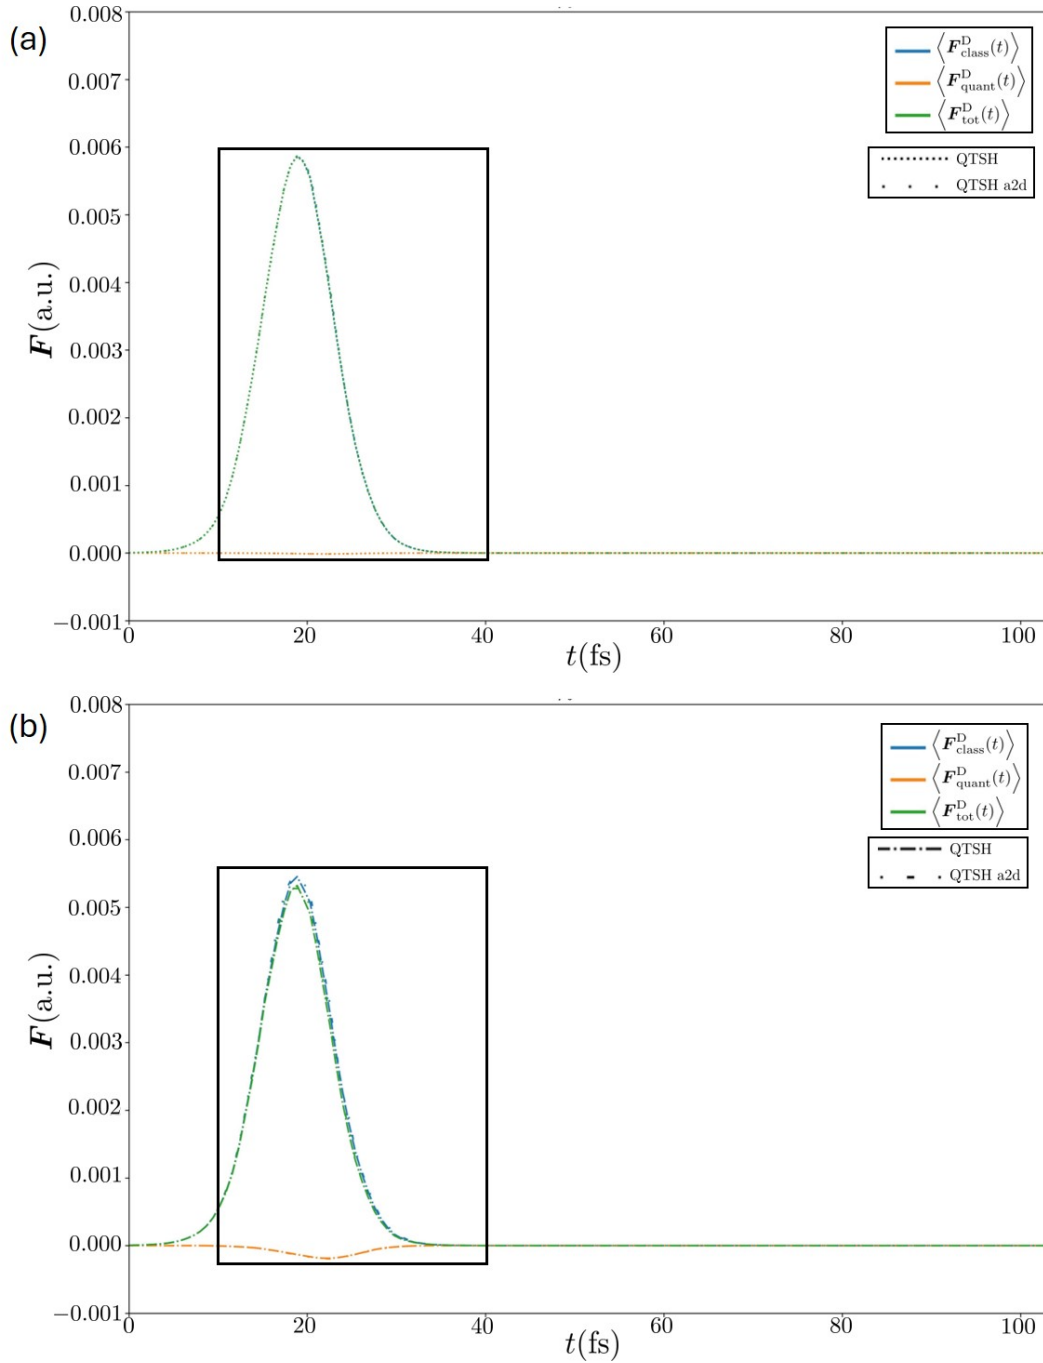 (a)
0.008
0.007
0.006
0.005
0.004
0.003
0.002
0.001
0.000
−0.001
F(a.u.)
0 20 40 60 80 100
t(fs)
⟨F^D_class(t)⟩
⟨F^D_quant(t)⟩
⟨F^D_tot(t)⟩
QTSH
QTSH a2d
(b)
0.008
0.007
0.006
0.005
0.004
0.003
0.002
0.001
0.000
−0.001
F(a.u.)
0 20 40 60 80 100
t(fs)
⟨F^D_class(t)⟩
⟨F^D_quant(t)⟩
⟨F^D_tot(t)⟩
QTSH
QTSH a2d